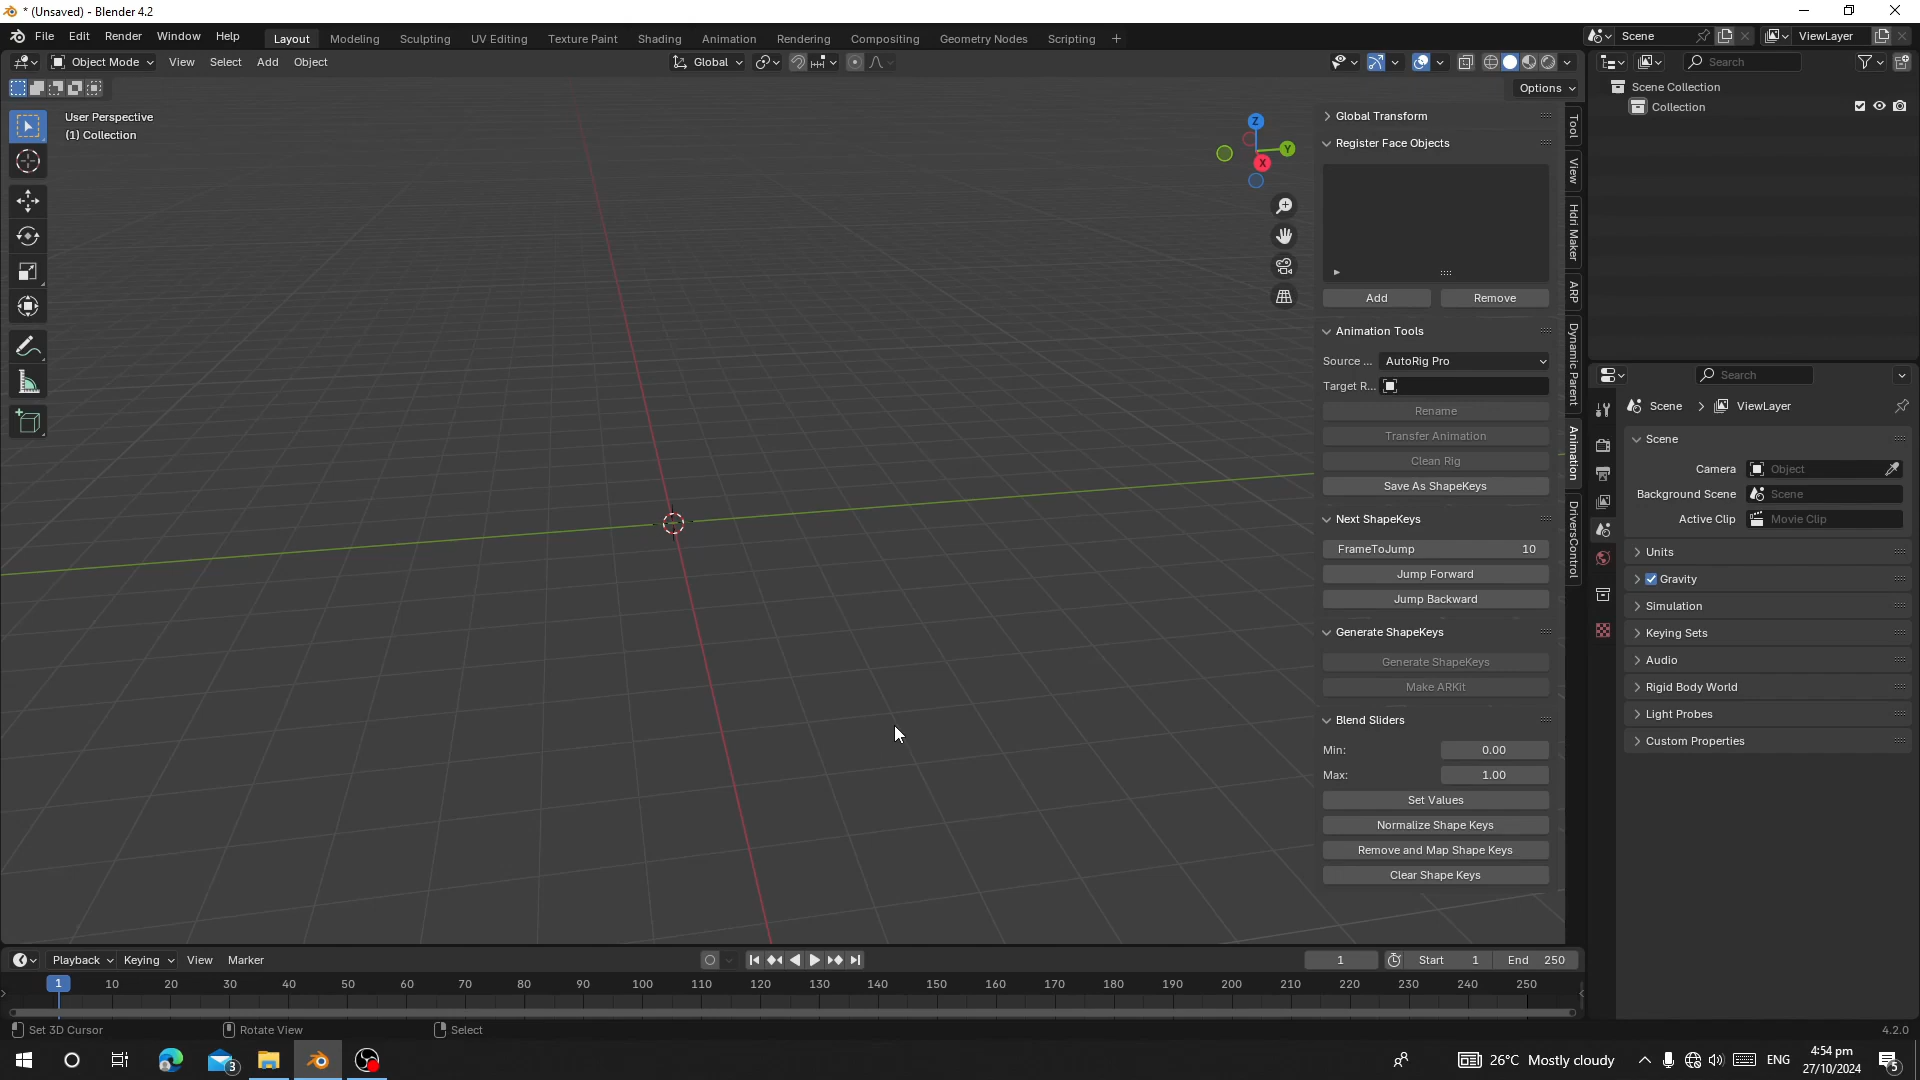 * (Unsaved) - Blender 4.2
File Edit Render Window Help
Layout Modeling Sculpting UV Editing Texture Paint Shading Animation Rendering Compositing Geometry Nodes Scripting +
Scene ViewLayer
Object Mode View Select Add Object
Global
Search
Options
User Perspective
(1) Collection
Z
Y
X
Global Transform
Register Face Objects
Add Remove
Animation Tools
Source ... AutoRig Pro
Target R...
Rename
Transfer Animation
Clean Rig
Save As ShapeKeys
Next ShapeKeys
FrameToJump 10
Jump Forward
Jump Backward
Generate ShapeKeys
Generate ShapeKeys
Make ARKit
Blend Sliders
Min: 0.00
Max: 1.00
Set Values
Normalize Shape Keys
Remove and Map Shape Keys
Clear Shape Keys
Tool
View
Hdri Maker
ARP
Dynamic Parent
Animation
DriversControl
Scene Collection
Collection
Search
Scene > ViewLayer
Scene
Camera Object
Background Scene Scene
Active Clip Movie Clip
Units
Gravity
Simulation
Keying Sets
Audio
Rigid Body World
Light Probes
Custom Properties
Playback Keying View Marker
1 Start 1 End 250
1 10 20 30 40 50 60 70 80 90 100 110 120 130 140 150 160 170 180 190 200 210 220 230 240 250
Set 3D Cursor Rotate View Select 4.2.0
3
26°C Mostly cloudy
ENG
4:54 pm
27/10/2024
5